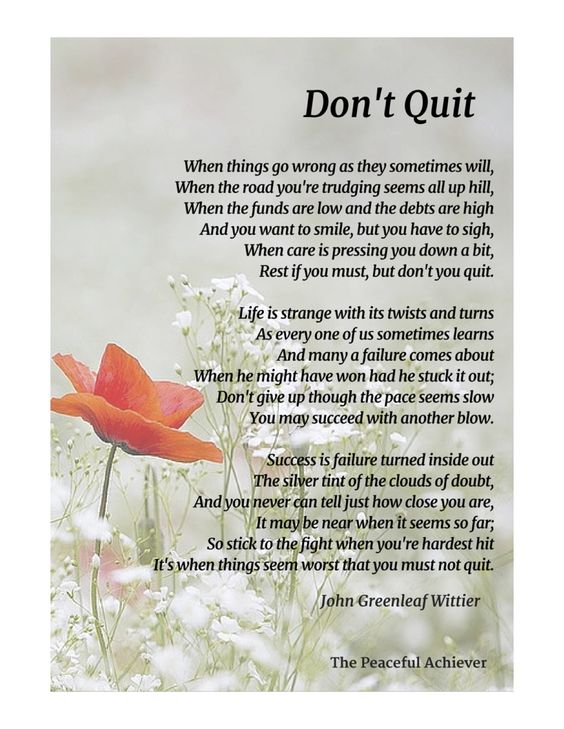 Don't Quit
When things go wrong as they sometimes will,
When the road you're trudging seems all up hill,
When the funds are low and the debts are high
And you want to smile, but you have to sigh,
When care is pressing you down a bit,
Rest if you must, but don't you quit.
Life is strange with its twists and turns
As every one of us sometimes learns
And many a failure comes about
When he might have won had he stuck it out;
Don't give up though the pace seems slow
You may succeed with another blow.
Success is failure turned inside out
The silver tint of the clouds of doubt,
And you never can tell just how close you are,
It may be near when it seems so far;
So stick to the fight when you're hardest hit
It's when things seem worst that you must not quit.
John Greenleaf Wittier
The Peaceful Achiever